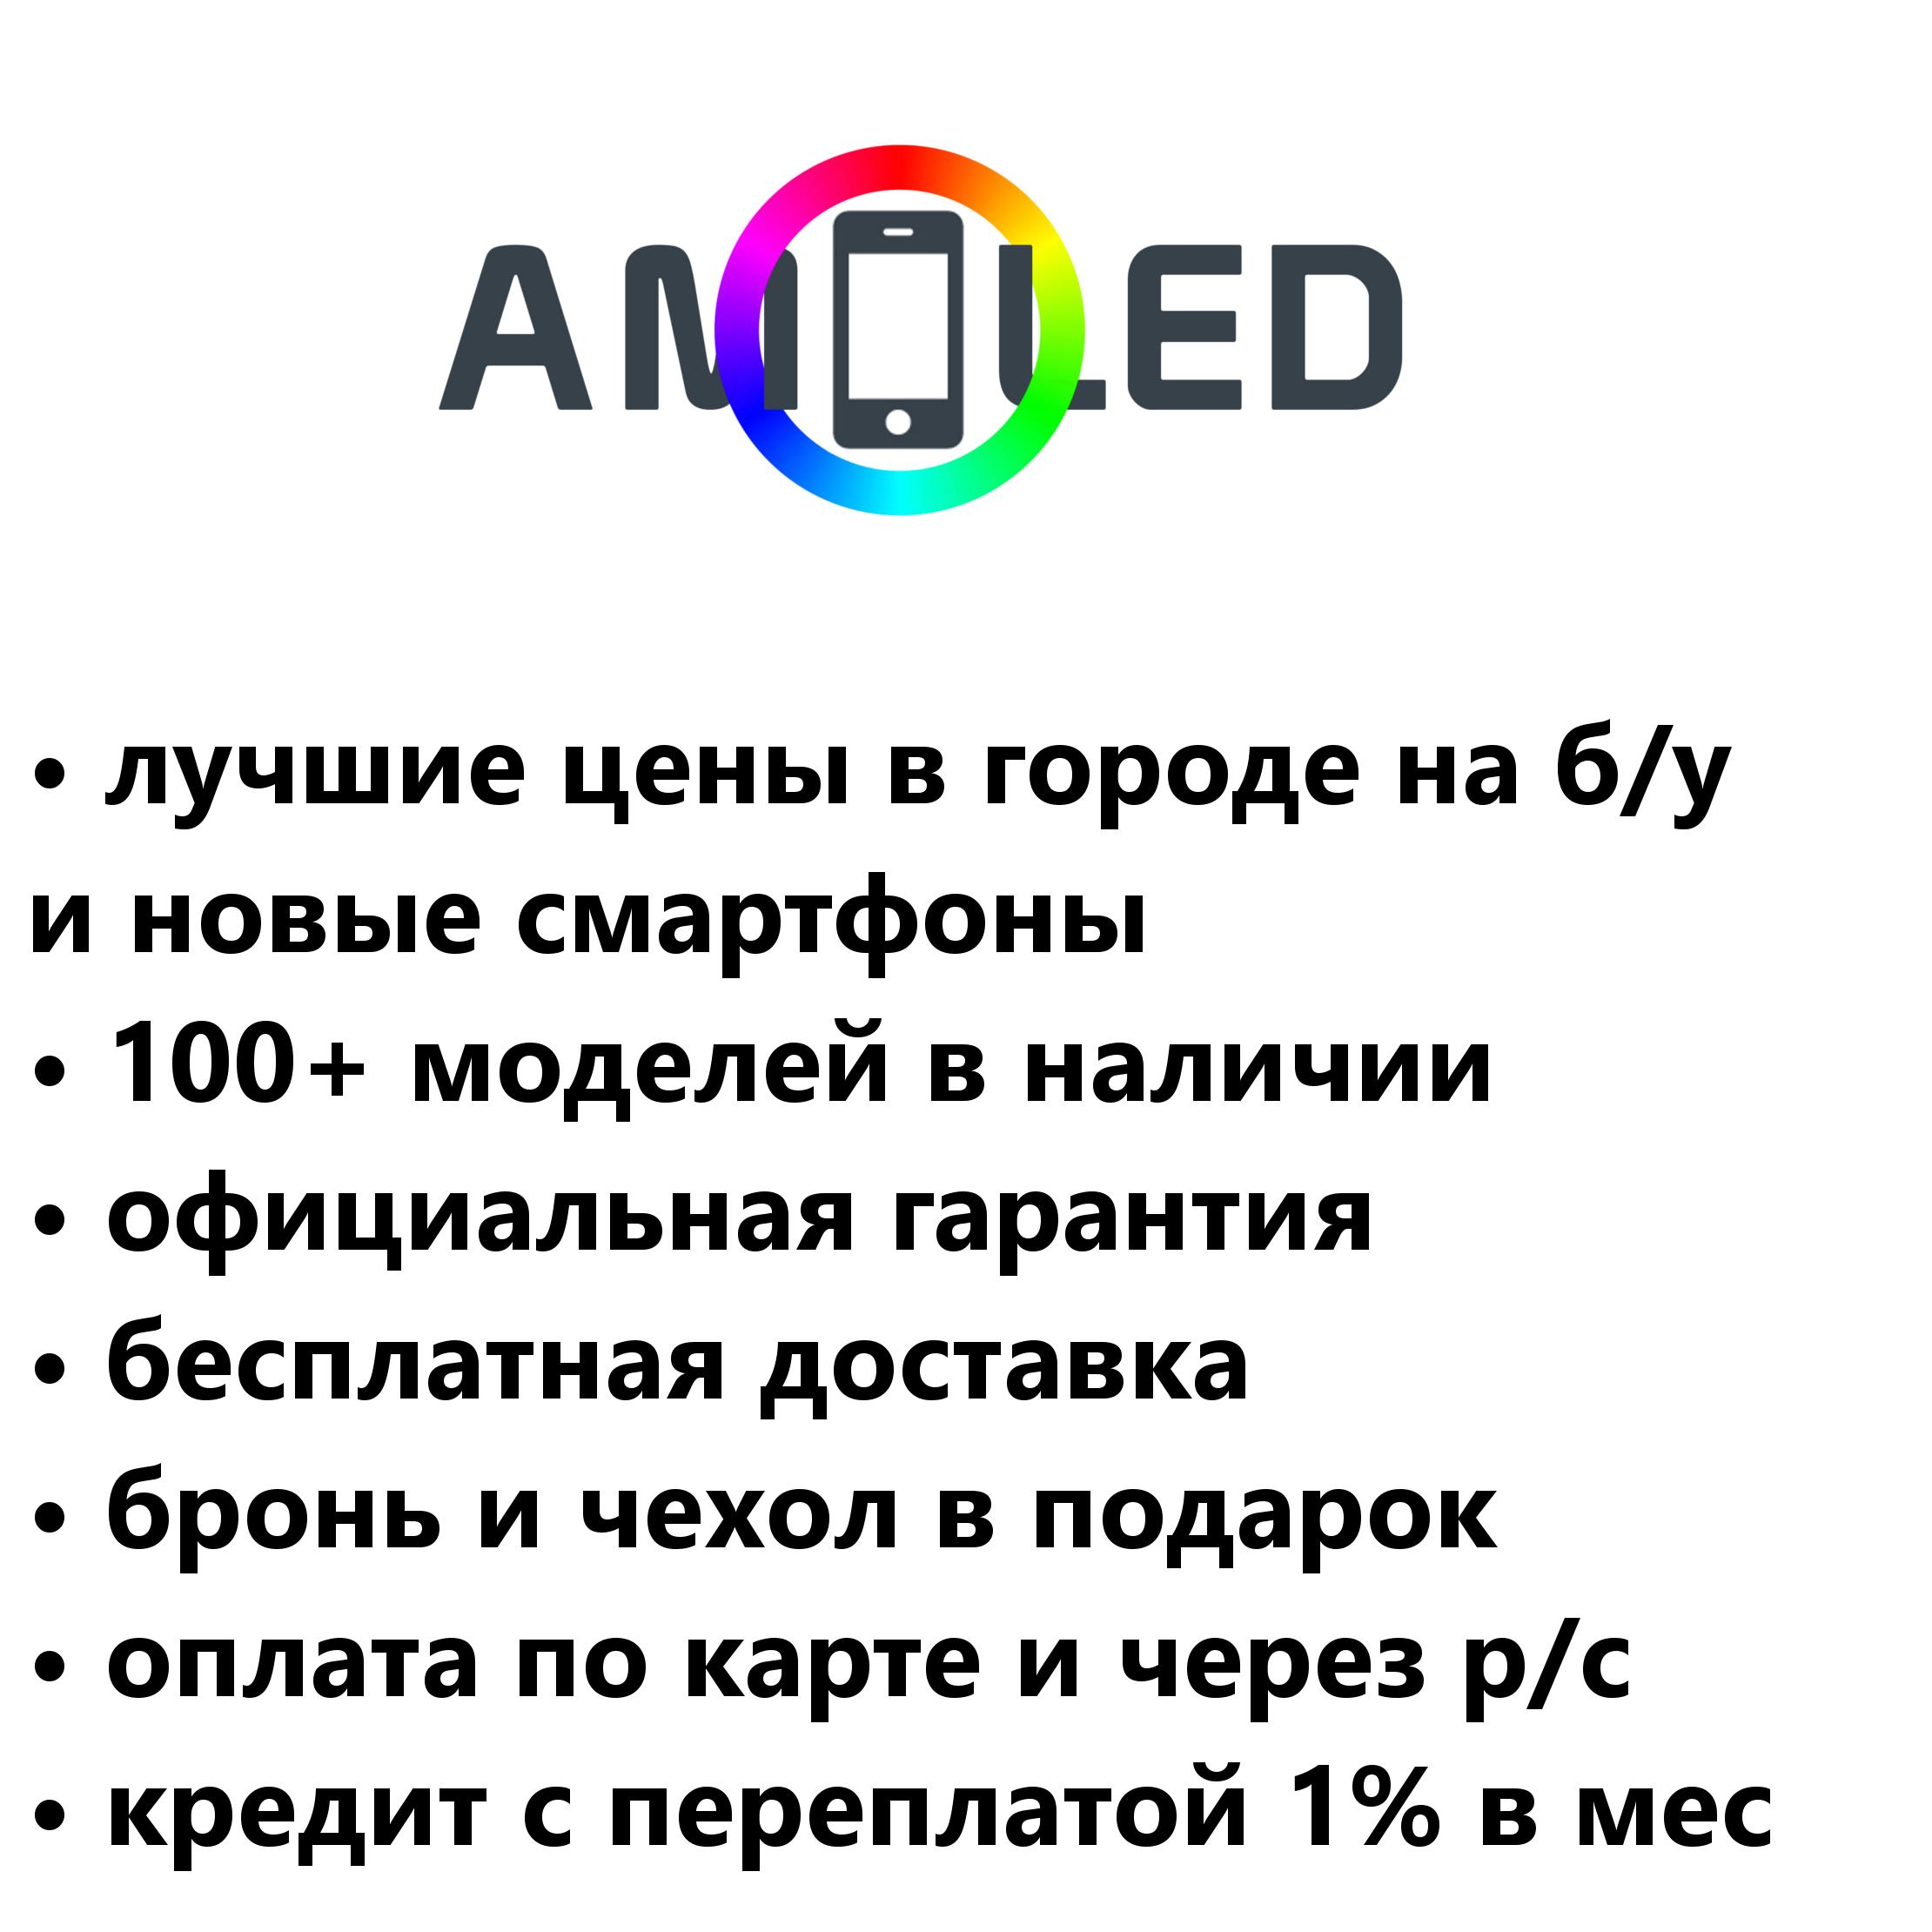 AMOLED
• лучшие цены в городе на б/у
и новые смартфоны
• 100+ моделей в наличии
• официальная гарантия
• бесплатная доставка
• бронь и чехол в подарок
• оплата по карте и через р/с
• кредит с переплатой 1% в мес